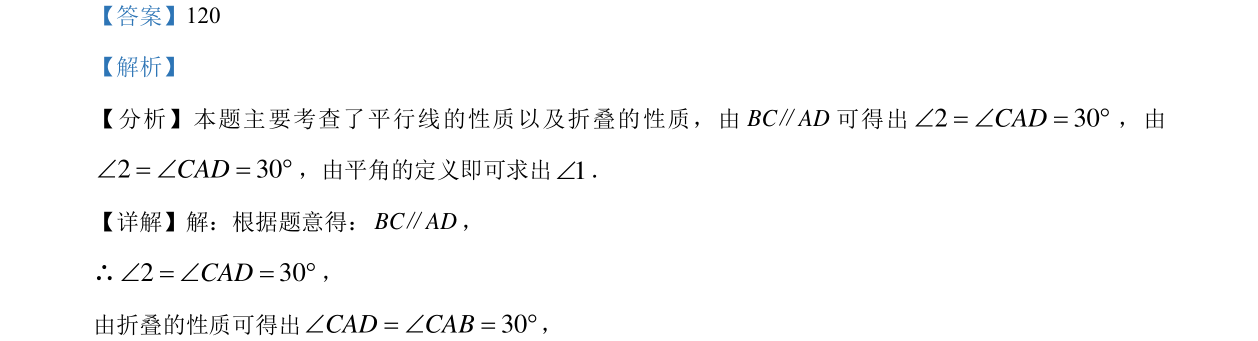 【答案】120
【解析】
【分析】本题主要考查了平行线的性质以及折叠的性质，由 BC∥AD 可得出 ∠2 = ∠CAD = 30°，由
∠2 = ∠CAD = 30°，由平角的定义即可求出 ∠1．
【详解】解：根据题意得：BC∥AD，
∴ ∠2 = ∠CAD = 30°，
由折叠的性质可得出 ∠CAD = ∠CAB = 30°，